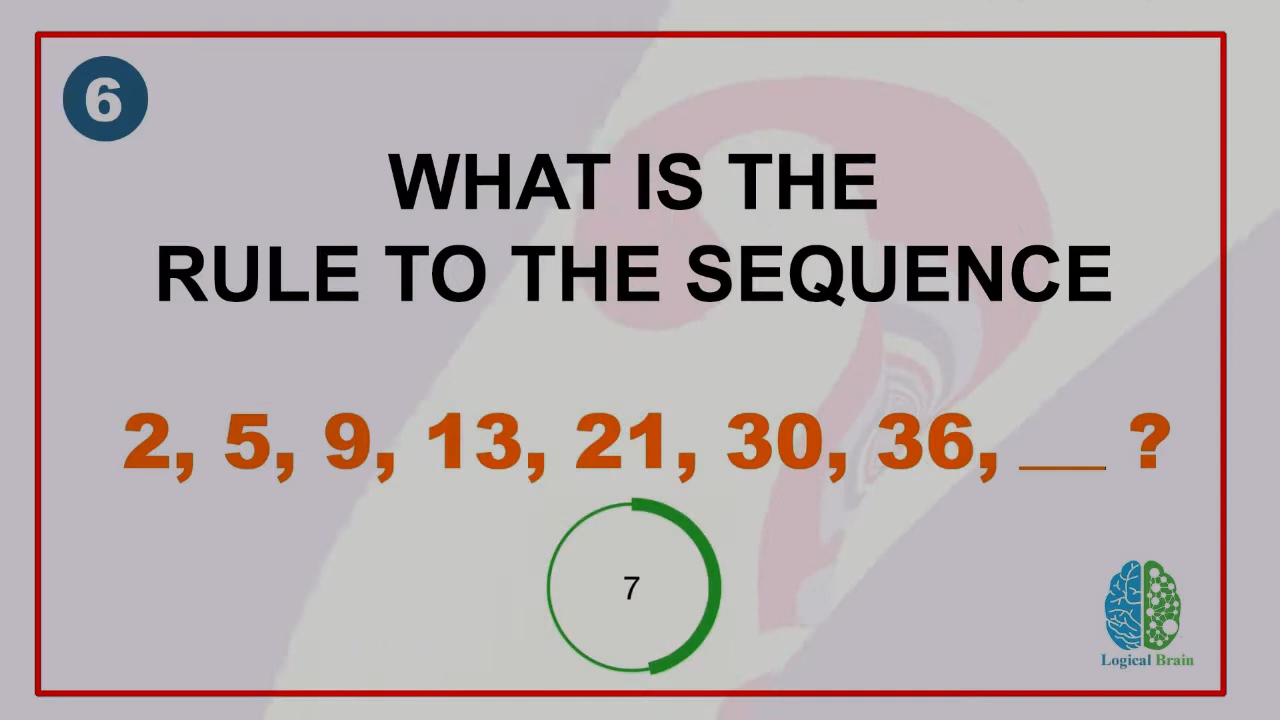 6
WHAT IS THE
RULE TO THE SEQUENCE
2, 5, 9, 13, 21, 30, 36, __ ?
7
Logical Brain